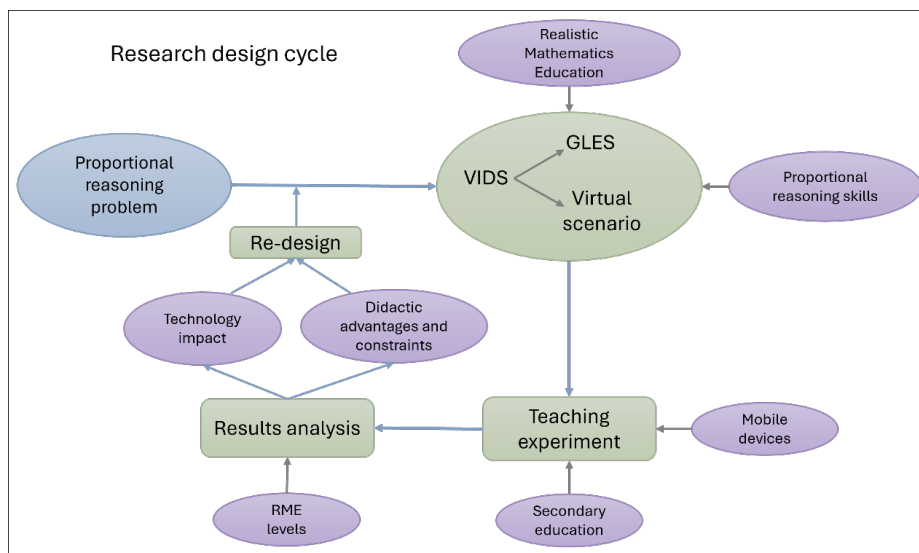 Research design cycle
Realistic
Mathematics
Education
Proportional
reasoning
problem
VIDS
GLES
Virtual
scenario
Proportional
reasoning skills
Re-design
Technology
impact
Didactic
advantages and
constraints
Results analysis
Teaching
experiment
Mobile
devices
RME
levels
Secondary
education